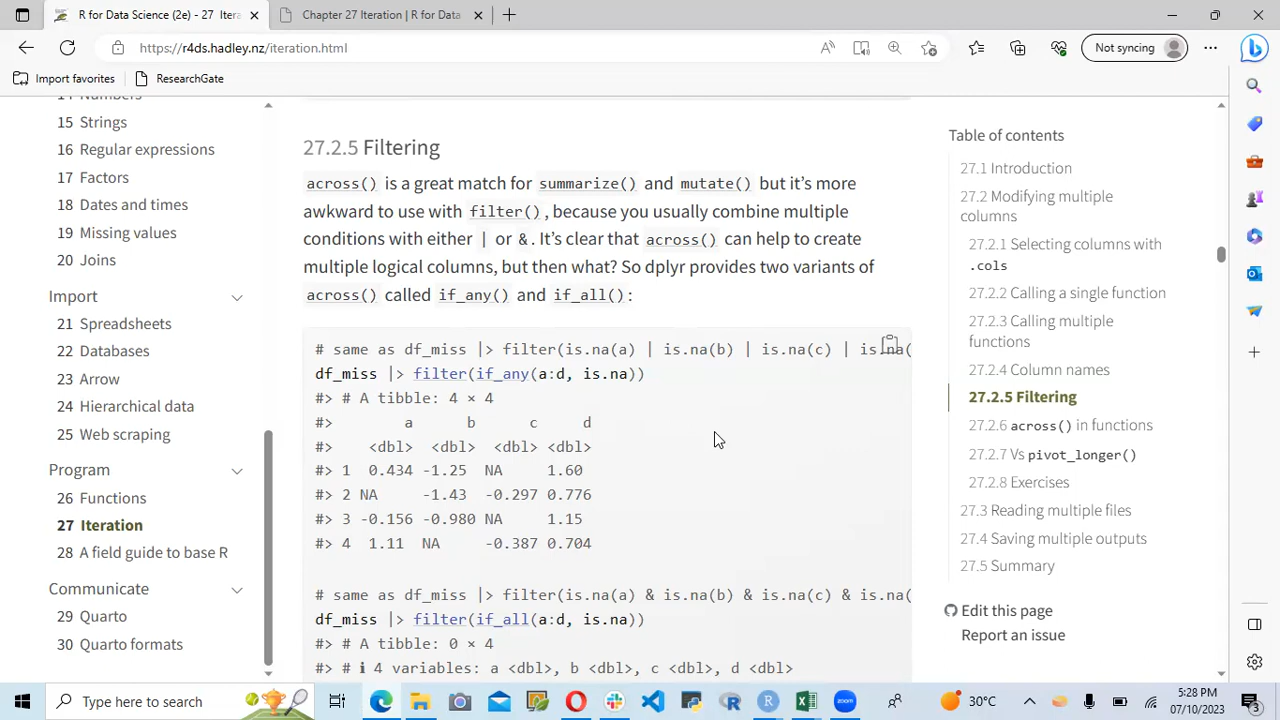 R for Data Science (2e) - 27 Itera
Chapter 27 Iteration | R for Data
https://r4ds.hadley.nz/iteration.html
Not syncing
Import favorites
ResearchGate
14 Numbers
15 Strings
16 Regular expressions
17 Factors
18 Dates and times
19 Missing values
20 Joins
Import
21 Spreadsheets
22 Databases
23 Arrow
24 Hierarchical data
25 Web scraping
Program
26 Functions
27 Iteration
28 A field guide to base R
Communicate
29 Quarto
30 Quarto formats
27.2.5 Filtering
across() is a great match for summarize() and mutate() but it's more
awkward to use with filter(), because you usually combine multiple
conditions with either | or &. It's clear that across() can help to create
multiple logical columns, but then what? So dplyr provides two variants of
across() called if_any() and if_all():
# same as df_miss |> filter(is.na(a) | is.na(b) | is.na(c) | is.na(
df_miss |> filter(if_any(a:d, is.na))
#> # A tibble: 4 × 4
#> a b c d
#> <dbl> <dbl> <dbl> <dbl>
#> 1 0.434 -1.25 NA 1.60
#> 2 NA -1.43 -0.297 0.776
#> 3 -0.156 -0.980 NA 1.15
#> 4 1.11 NA -0.387 0.704
# same as df_miss |> filter(is.na(a) & is.na(b) & is.na(c) & is.na(
df_miss |> filter(if_all(a:d, is.na))
#> # A tibble: 0 × 4
#> # ℹ 4 variables: a <dbl>, b <dbl>, c <dbl>, d <dbl>
Table of contents
27.1 Introduction
27.2 Modifying multiple
columns
27.2.1 Selecting columns with
.cols
27.2.2 Calling a single function
27.2.3 Calling multiple
functions
27.2.4 Column names
27.2.5 Filtering
27.2.6 across() in functions
27.2.7 Vs pivot_longer()
27.2.8 Exercises
27.3 Reading multiple files
27.4 Saving multiple outputs
27.5 Summary
Edit this page
Report an issue
Type here to search
zoom
30°C
5:28 PM
07/10/2023
3